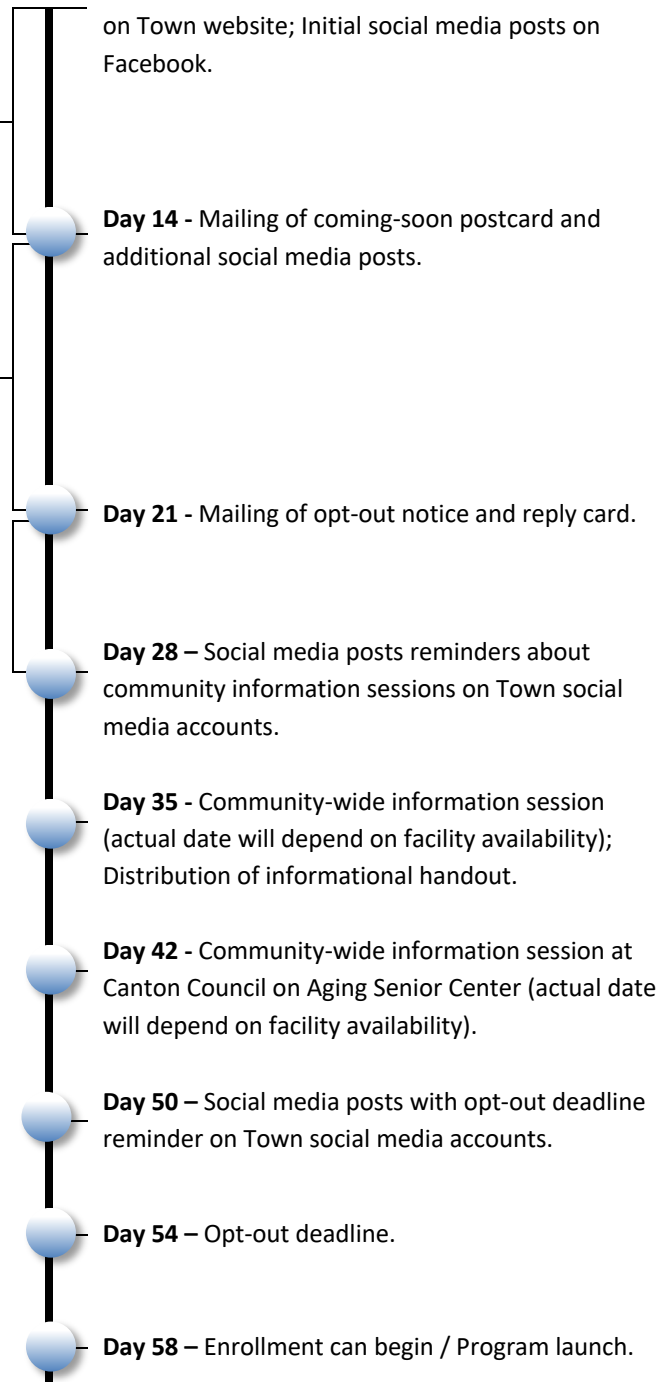 on Town website; Initial social media posts on
Facebook.
Day 14 - Mailing of coming-soon postcard and
additional social media posts.
Day 21 - Mailing of opt-out notice and reply card.
Day 28 – Social media posts reminders about
community information sessions on Town social
media accounts.
Day 35 - Community-wide information session
(actual date will depend on facility availability);
Distribution of informational handout.
Day 42 - Community-wide information session at
Canton Council on Aging Senior Center (actual date
will depend on facility availability).
Day 50 – Social media posts with opt-out deadline
reminder on Town social media accounts.
Day 54 – Opt-out deadline.
Day 58 – Enrollment can begin / Program launch.